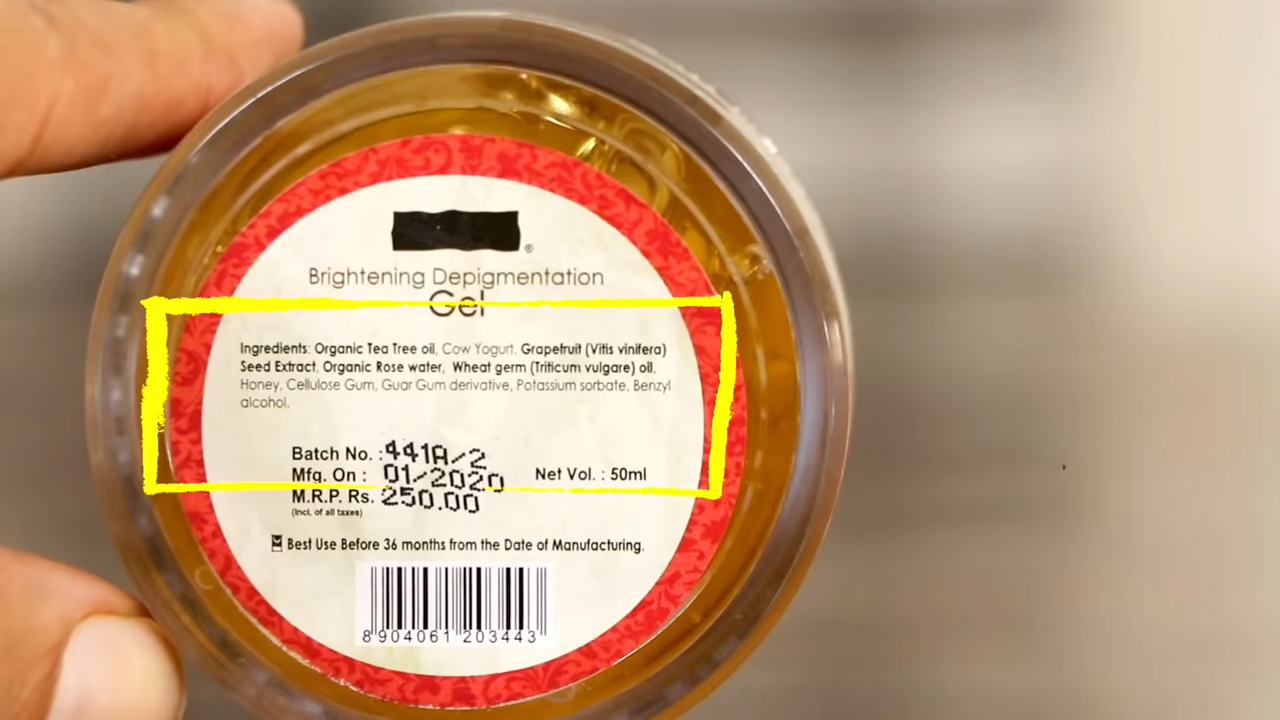 ®
Brightening Depigmentation
Gel
Ingredients: Organic Tea Tree oil, Cow Yogurt, Grapefruit (Vitis vinifera)
Seed Extract, Organic Rose water, Wheat germ (Triticum vulgare) oil,
Honey, Cellulose Gum, Guar Gum derivative, Potassium sorbate, Benzyl
alcohol.
Batch No. : 441A/2
Mfg. On : 01/2020 Net Vol. : 50ml
M.R.P. Rs. 250.00
(Incl. of all taxes)
Best Use Before 36 months from the Date of Manufacturing.
8904061203443